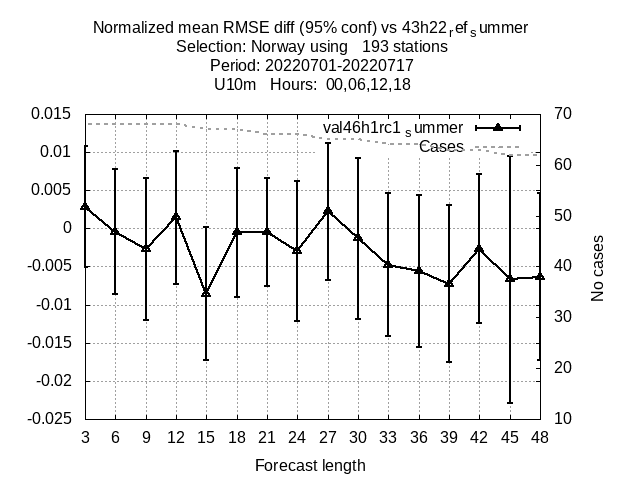 Normalized mean RMSE diff (95% conf) vs 43h22refsummer
Selection: Norway using   193 stations
Period: 20220701-20220717
U10m   Hours:  00,06,12,18
0.015
0.01
0.005
0
-0.005
-0.01
-0.015
-0.02
-0.025
val46h1rc1summer
Cases
70
60
50
40
30
20
10
No cases
3 6 9 12 15 18 21 24 27 30 33 36 39 42 45 48
Forecast length